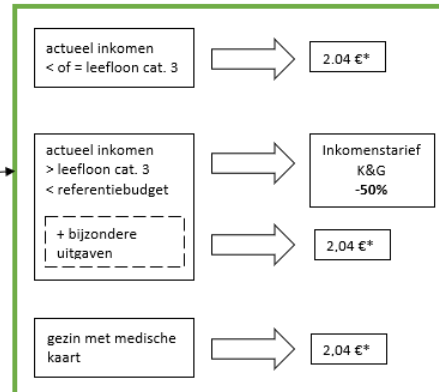 actueel inkomen
< of = leefloon cat. 3
2.04 €*
actueel inkomen
> leefloon cat. 3
< referentiebudget
+ bijzondere
uitgaven
Inkomenstarief
K&G
-50%
2,04 €*
gezin met medische
kaart
2,04 €*